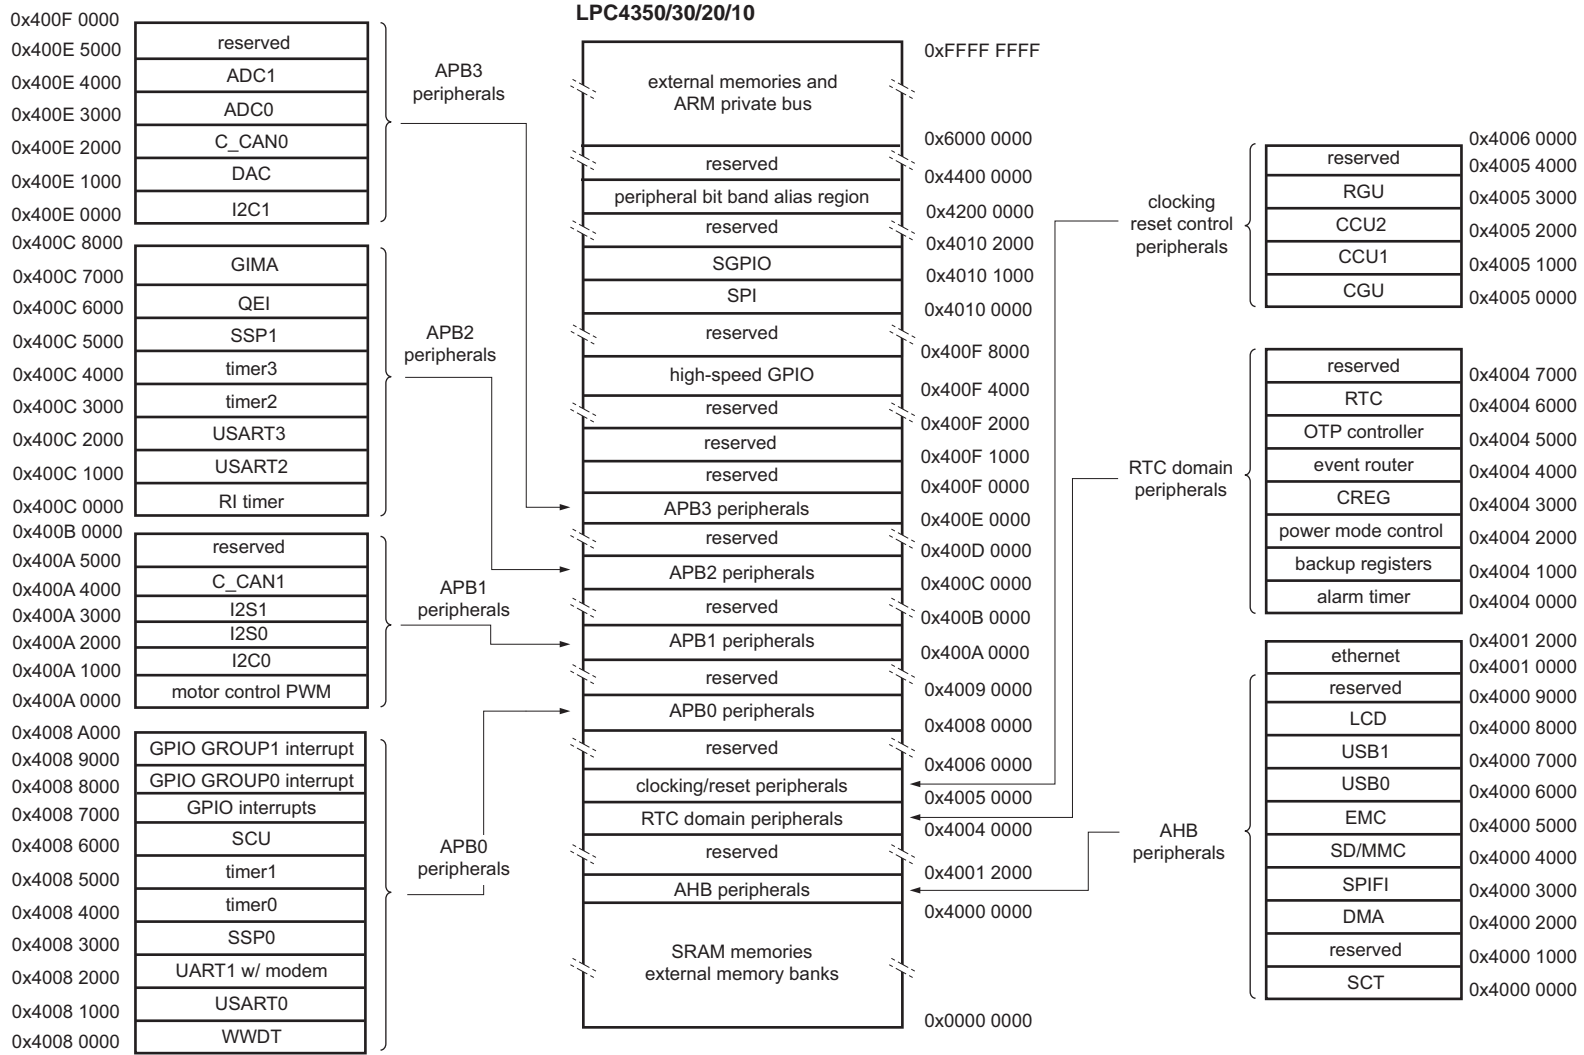 LPC4350/30/20/10
0x400F 0000
reserved
0x400E 5000
ADC1
0x400E 4000
ADC0
0x400E 3000
C_CAN0
0x400E 2000
DAC
0x400E 1000
I2C1
0x400E 0000
APB3
peripherals
0x400C 8000
GIMA
0x400C 7000
QEI
0x400C 6000
SSP1
0x400C 5000
timer3
0x400C 4000
timer2
0x400C 3000
USART3
0x400C 2000
USART2
0x400C 1000
RI timer
0x400C 0000
APB2
peripherals
0x400B 0000
reserved
0x400A 5000
C_CAN1
0x400A 4000
I2S1
0x400A 3000
I2S0
0x400A 2000
I2C0
0x400A 1000
motor control PWM
0x400A 0000
APB1
peripherals
0x4008 A000
GPIO GROUP1 interrupt
0x4008 9000
GPIO GROUP0 interrupt
0x4008 8000
GPIO interrupts
0x4008 7000
SCU
0x4008 6000
timer1
0x4008 5000
timer0
0x4008 4000
SSP0
0x4008 3000
UART1 w/ modem
0x4008 2000
USART0
0x4008 1000
WWDT
0x4008 0000
APB0
peripherals
0xFFFF FFFF
external memories and
ARM private bus
0x6000 0000
reserved
0x4400 0000
peripheral bit band alias region
0x4200 0000
reserved
0x4010 2000
SGPIO
0x4010 1000
SPI
0x4010 0000
reserved
0x400F 8000
high-speed GPIO
0x400F 4000
reserved
0x400F 2000
reserved
0x400F 1000
reserved
0x400F 0000
APB3 peripherals
0x400E 0000
reserved
0x400D 0000
APB2 peripherals
0x400C 0000
reserved
0x400B 0000
APB1 peripherals
0x400A 0000
reserved
0x4009 0000
APB0 peripherals
0x4008 0000
reserved
0x4006 0000
clocking/reset peripherals
0x4005 0000
RTC domain peripherals
0x4004 0000
reserved
0x4001 2000
AHB peripherals
0x4000 0000
SRAM memories
external memory banks
0x0000 0000
clocking
reset control
peripherals
0x4006 0000
reserved
0x4005 4000
RGU
0x4005 3000
CCU2
0x4005 2000
CCU1
0x4005 1000
CGU
0x4005 0000
RTC domain
peripherals
reserved
0x4004 7000
RTC
0x4004 6000
OTP controller
0x4004 5000
event router
0x4004 4000
CREG
0x4004 3000
power mode control
0x4004 2000
backup registers
0x4004 1000
alarm timer
0x4004 0000
AHB
peripherals
0x4001 2000
ethernet
0x4001 0000
reserved
0x4000 9000
LCD
0x4000 8000
USB1
0x4000 7000
USB0
0x4000 6000
EMC
0x4000 5000
SD/MMC
0x4000 4000
SPIFI
0x4000 3000
DMA
0x4000 2000
reserved
0x4000 1000
SCT
0x4000 0000